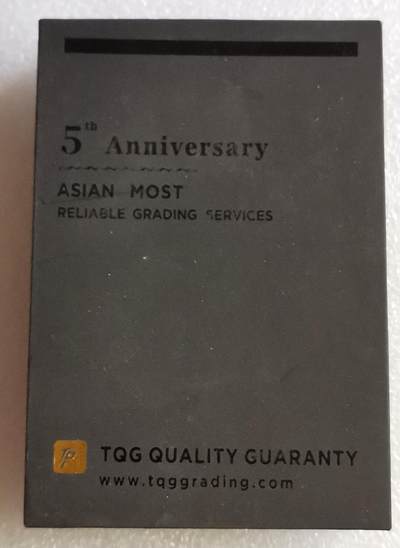 5th Anniversary
ASIAN MOST
RELIABLE GRADING SERVICES
TQG QUALITY GUARANTY
www.tqggrading.com